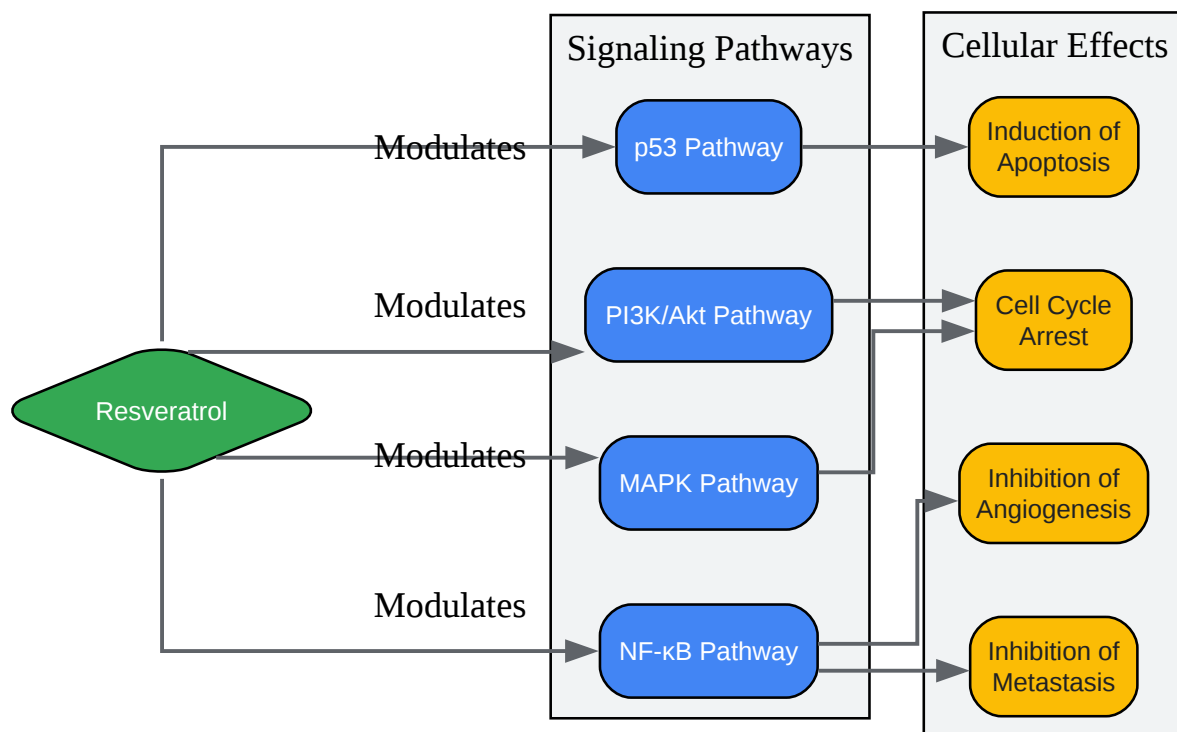 Signaling Pathways
Cellular Effects
Modulates
p53 Pathway
Induction of
Apoptosis
Modulates
PI3K/Akt Pathway
Cell Cycle
Arrest
Resveratrol
Modulates
MAPK Pathway
Inhibition of
Angiogenesis
Modulates
NF-κB Pathway
Inhibition of
Metastasis